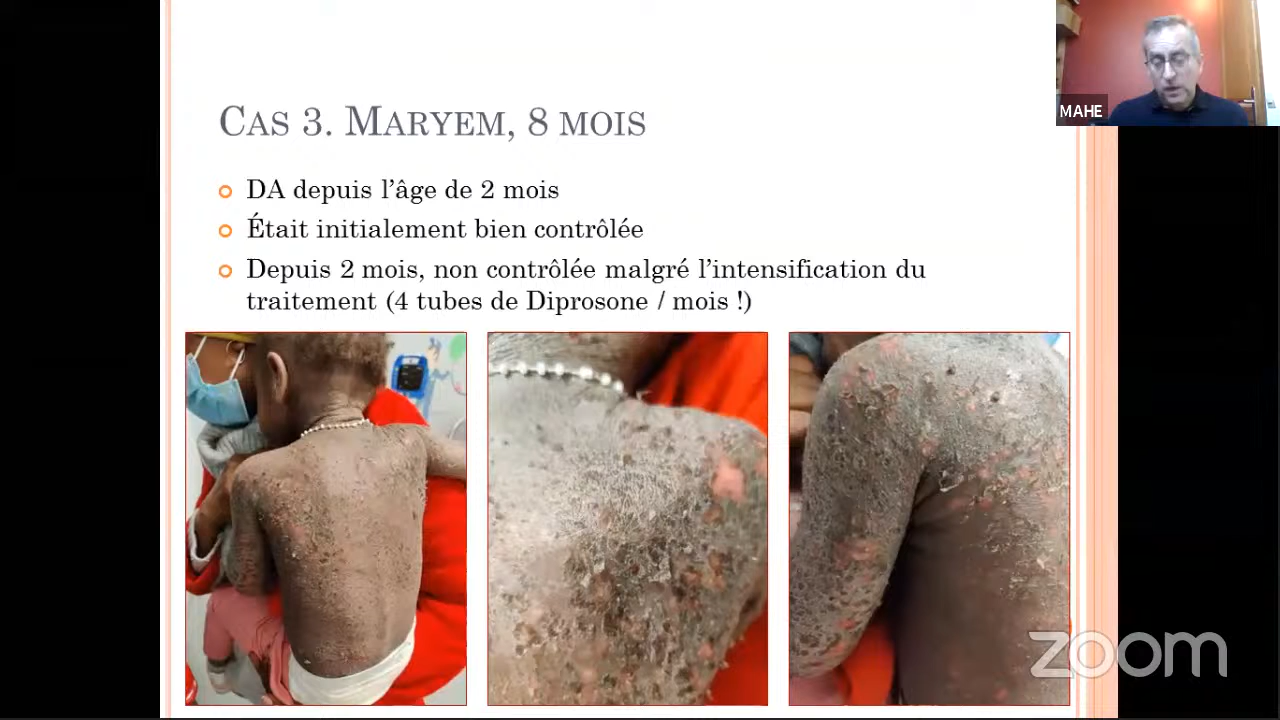 CAS 3. MARYEM, 8 MOIS
DA depuis l'âge de 2 mois
Était initialement bien contrôlée
Depuis 2 mois, non contrôlée malgré l'intensification du
traitement (4 tubes de Diprosone / mois !)
MAHE
zoom